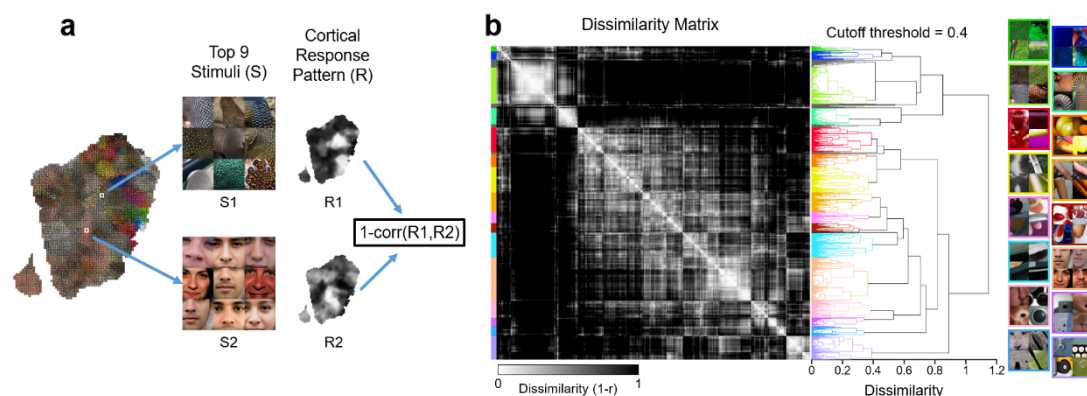 a
Top 9
Stimuli (S)
Cortical
Response
Pattern (R)
S1
R1
1-corr(R1,R2)
S2
R2
b
Dissimilarity Matrix
Cutoff threshold = 0.4
0
1
Dissimilarity (1-r)
0 0.2 0.4 0.6 0.8 1 1.2
Dissimilarity